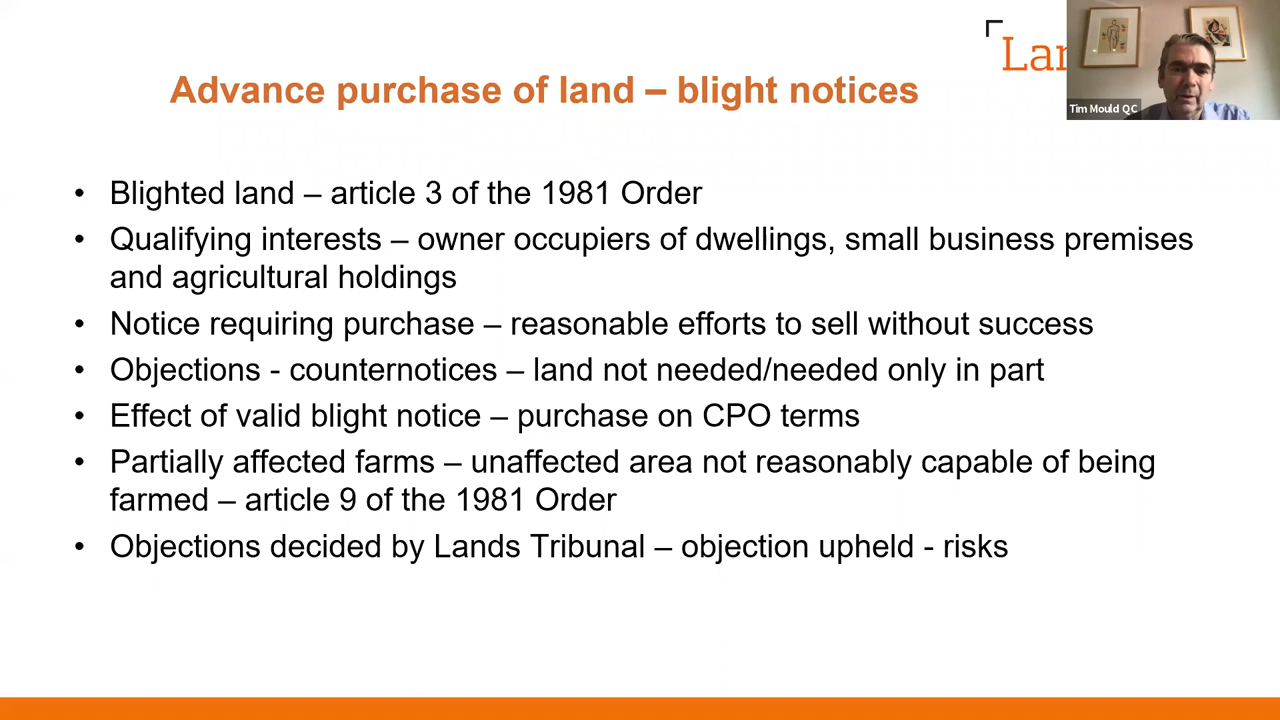 Advance purchase of land – blight notices
Lan
Tim Mould QC
• Blighted land – article 3 of the 1981 Order
• Qualifying interests – owner occupiers of dwellings, small business premises
and agricultural holdings
• Notice requiring purchase – reasonable efforts to sell without success
• Objections - counternotices – land not needed/needed only in part
• Effect of valid blight notice – purchase on CPO terms
• Partially affected farms – unaffected area not reasonably capable of being
farmed – article 9 of the 1981 Order
• Objections decided by Lands Tribunal – objection upheld - risks